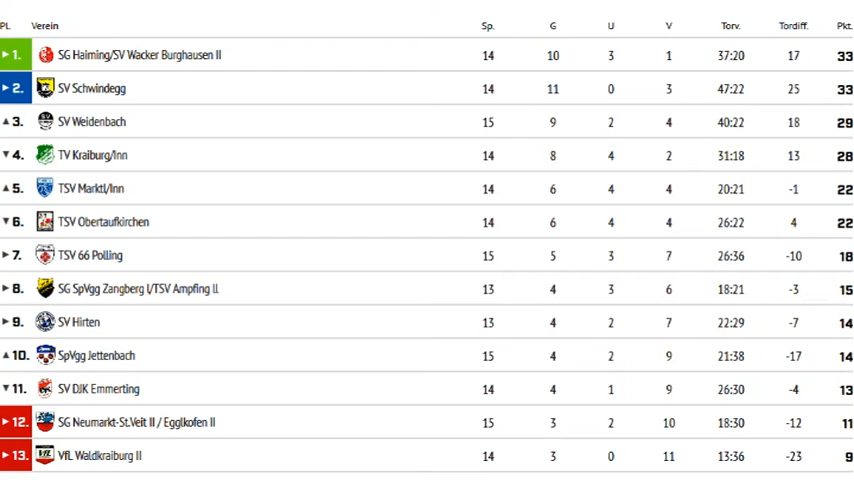 Pl. Verein Sp. G U V Torv. Tordiff. Pkt.
1. SG Haiming/SV Wacker Burghausen II 14 10 3 1 37:20 17 33
2. SV Schwindegg 14 11 0 3 47:22 25 33
3. SV Weidenbach 15 9 2 4 40:22 18 29
4. TV Kraiburg/Inn 14 8 4 2 31:18 13 28
5. TSV Marktl/Inn 14 6 4 4 20:21 -1 22
6. TSV Obertaufkirchen 14 6 4 4 26:22 4 22
7. TSV 66 Polling 15 5 3 7 26:36 -10 18
8. SG SpVgg Zangberg I/TSV Ampfing II 13 4 3 6 18:21 -3 15
9. SV Hirten 13 4 2 7 22:29 -7 14
10. SpVgg Jettenbach 15 4 2 9 21:38 -17 14
11. SV DJK Emmerting 14 4 1 9 26:30 -4 13
12. SG Neumarkt-St.Veit II / Egglkofen II 15 3 2 10 18:30 -12 11
13. VfL Waldkraiburg II 14 3 0 11 13:36 -23 9